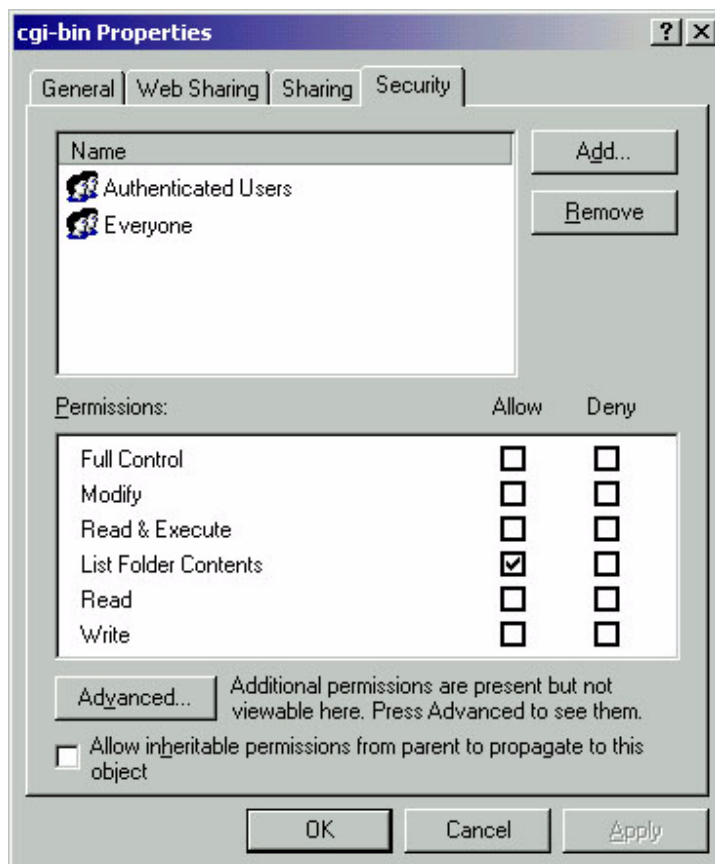 cgi-bin Properties
General Web Sharing Sharing Security
Name
Authenticated Users
Everyone
Add...
Remove
Permissions: Allow Deny
Full Control
Modify
Read & Execute
List Folder Contents
Read
Write
Advanced...
Additional permissions are present but not
viewable here. Press Advanced to see them.
Allow inheritable permissions from parent to propagate to this
object
OK Cancel Apply